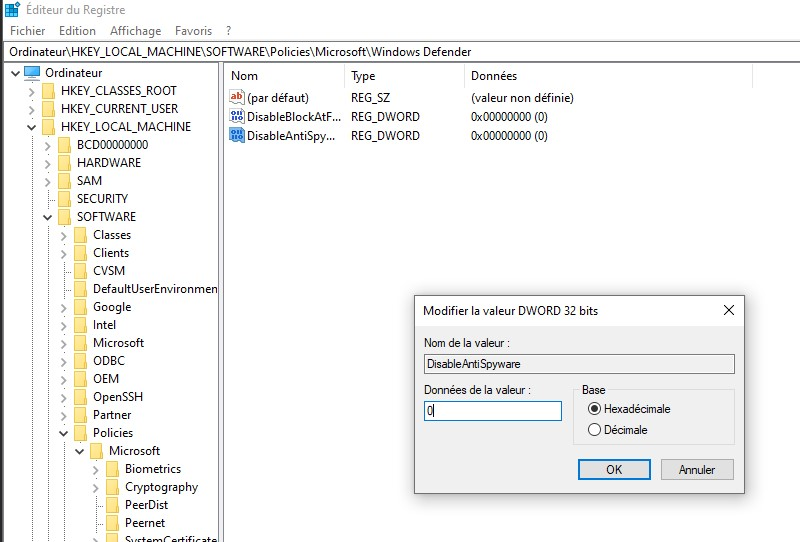 Éditeur du Registre
Fichier Edition Affichage Favoris ?
Ordinateur\HKEY_LOCAL_MACHINE\SOFTWARE\Policies\Microsoft\Windows Defender
Ordinateur
HKEY_CLASSES_ROOT
HKEY_CURRENT_USER
HKEY_LOCAL_MACHINE
BCD00000000
HARDWARE
SAM
SECURITY
SOFTWARE
Classes
Clients
CVSM
DefaultUserEnvironmen
Google
Intel
Microsoft
ODBC
OEM
OpenSSH
Partner
Policies
Microsoft
Biometrics
Cryptography
PeerDist
Peernet
SystemCertificate
Nom Type Données
(par défaut) REG_SZ (valeur non définie)
DisableBlockAtF... REG_DWORD 0x00000000 (0)
DisableAntiSpy... REG_DWORD 0x00000000 (0)
Modifier la valeur DWORD 32 bits
Nom de la valeur :
DisableAntiSpyware
Données de la valeur :
0
Base
Hexadécimale
Décimale
OK Annuler